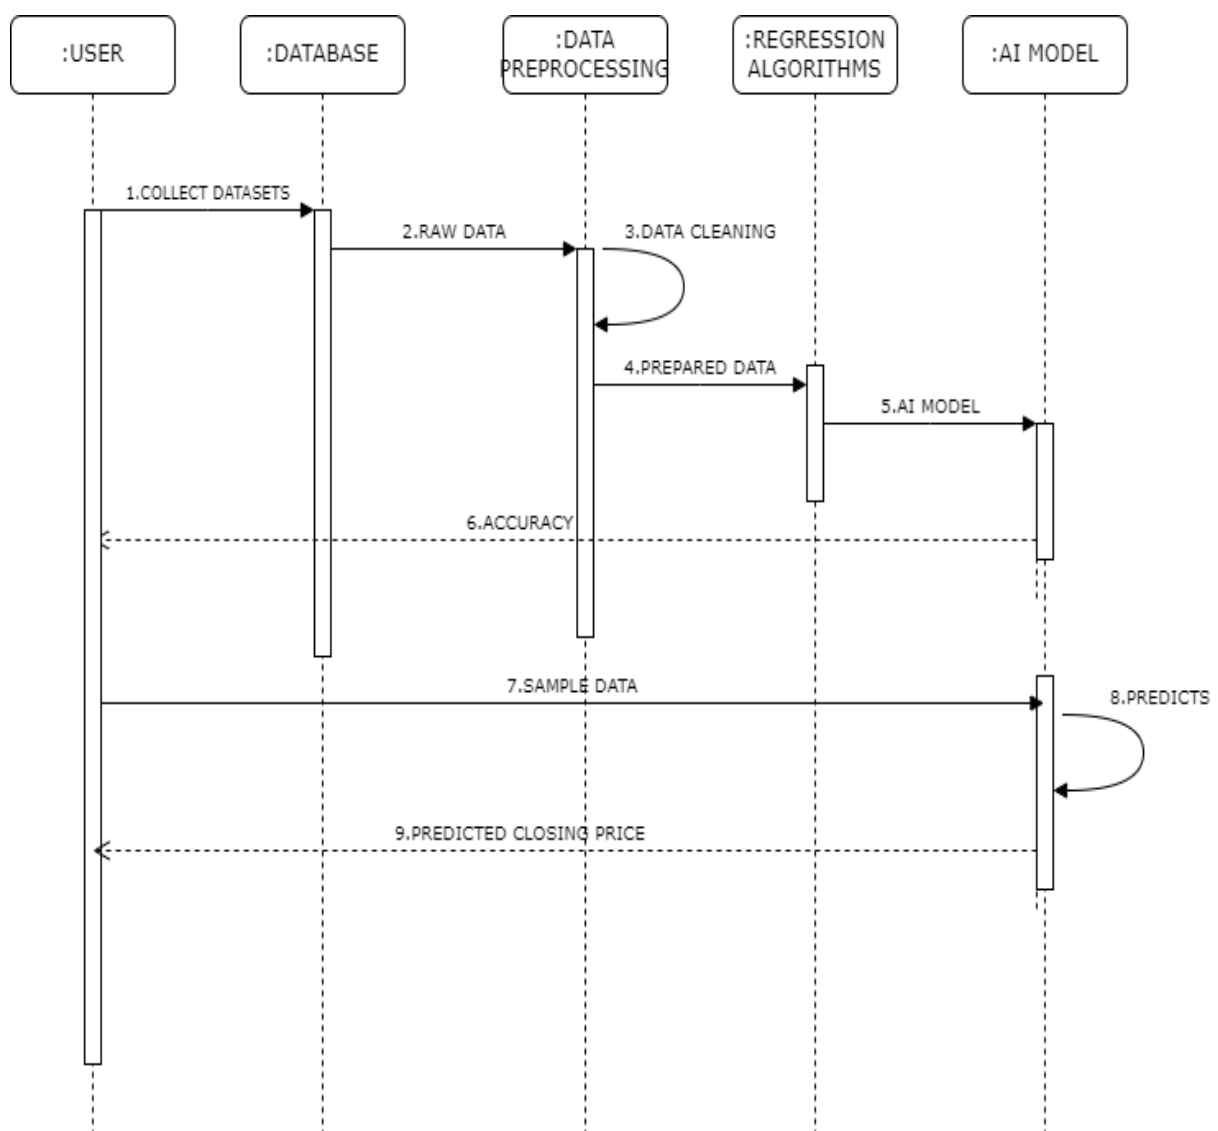 :USER
:DATABASE
:DATA
PREPROCESSING
:REGRESSION
ALGORITHMS
:AI MODEL
1.COLLECT DATASETS
2.RAW DATA
3.DATA CLEANING
4.PREPARED DATA
5.AI MODEL
6.ACCURACY
7.SAMPLE DATA
8.PREDICTS
9.PREDICTED CLOSING PRICE